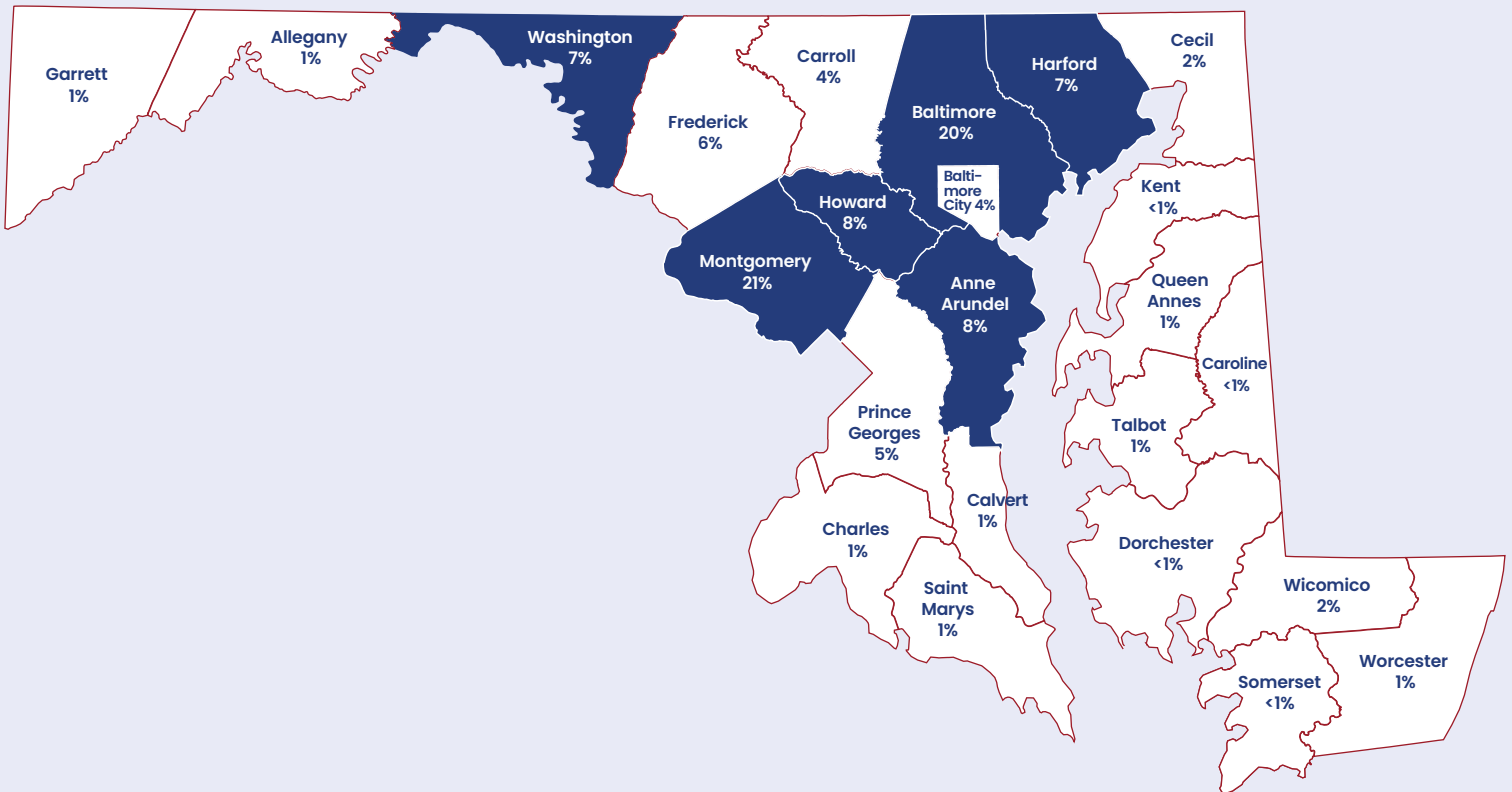 Garrett
1%
Allegany
1%
Washington
7%
Frederick
6%
Carroll
4%
Baltimore
20%
Balti-
more
City 4%
Harford
7%
Cecil
2%
Howard
8%
Montgomery
21%
Anne
Arundel
8%
Kent
<1%
Queen
Annes
1%
Caroline
<1%
Talbot
1%
Prince
Georges
5%
Calvert
1%
Charles
1%
Saint
Marys
1%
Dorchester
<1%
Wicomico
2%
Somerset
<1%
Worcester
1%